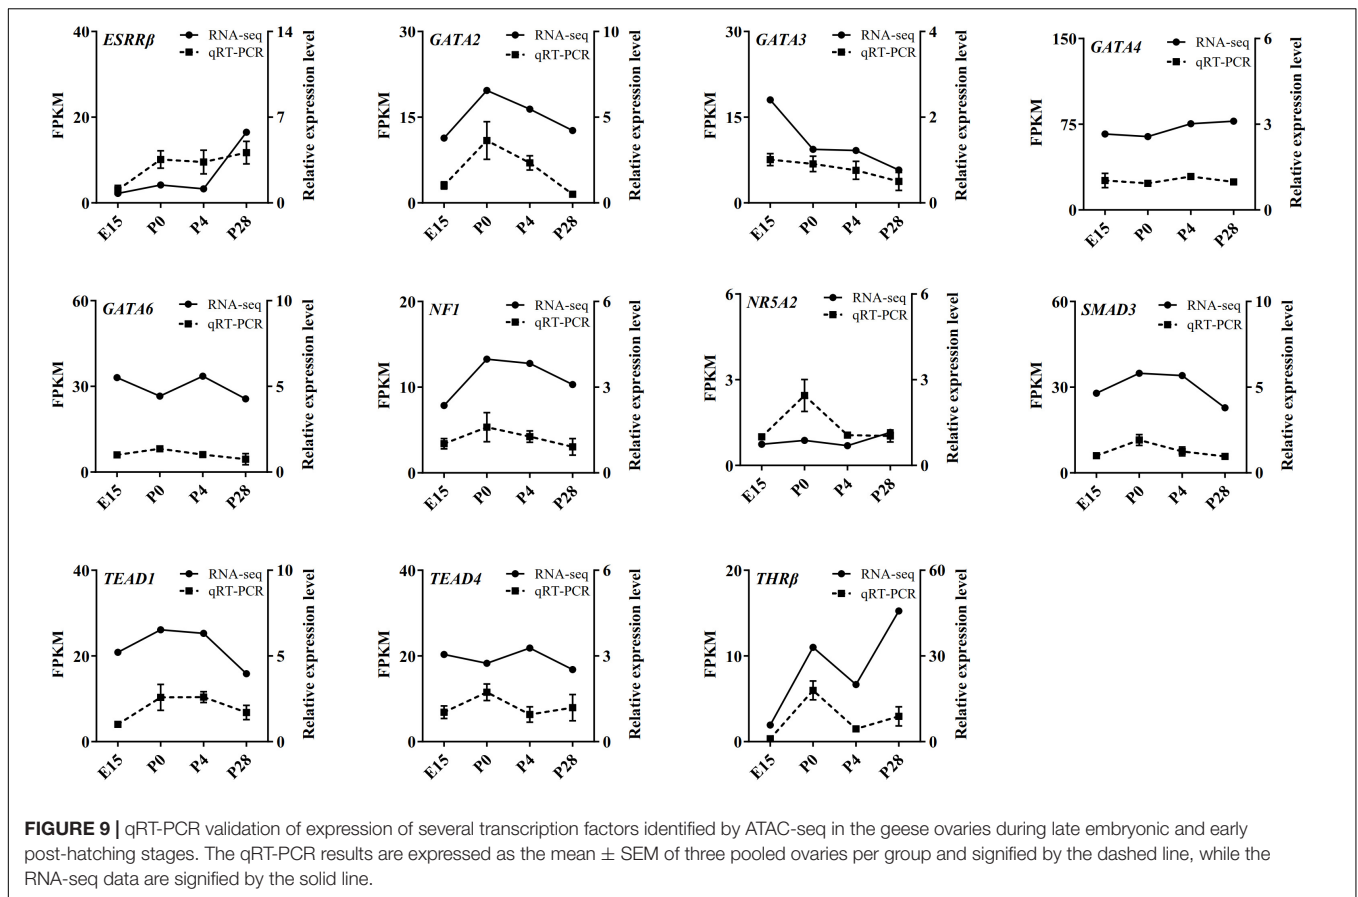 ESRRβ
RNA-seq
qRT-PCR
FPKM
Relative expression level
40
20
0
14
7
0
E15 P0 P4 P28
GATA2
RNA-seq
qRT-PCR
FPKM
Relative expression level
30
15
0
10
5
0
E15 P0 P4 P28
GATA3
RNA-seq
qRT-PCR
FPKM
Relative expression level
30
15
0
4
2
0
E15 P0 P4 P28
GATA4
RNA-seq
qRT-PCR
FPKM
Relative expression level
150
75
0
6
3
0
E15 P0 P4 P28
GATA6
RNA-seq
qRT-PCR
FPKM
Relative expression level
60
30
0
10
5
0
E15 P0 P4 P28
NF1
RNA-seq
qRT-PCR
FPKM
Relative expression level
20
10
0
6
3
0
E15 P0 P4 P28
NR5A2
RNA-seq
qRT-PCR
FPKM
Relative expression level
6
3
0
6
3
0
E15 P0 P4 P28
SMAD3
RNA-seq
qRT-PCR
FPKM
Relative expression level
60
30
0
10
5
0
E15 P0 P4 P28
TEAD1
RNA-seq
qRT-PCR
FPKM
Relative expression level
40
20
0
10
5
0
E15 P0 P4 P28
TEAD4
RNA-seq
qRT-PCR
FPKM
Relative expression level
40
20
0
6
3
0
E15 P0 P4 P28
THRβ
RNA-seq
qRT-PCR
FPKM
Relative expression level
20
10
0
60
30
0
E15 P0 P4 P28
FIGURE 9 | qRT-PCR validation of expression of several transcription factors identified by ATAC-seq in the geese ovaries during late embryonic and early
post-hatching stages. The qRT-PCR results are expressed as the mean ± SEM of three pooled ovaries per group and signified by the dashed line, while the
RNA-seq data are signified by the solid line.